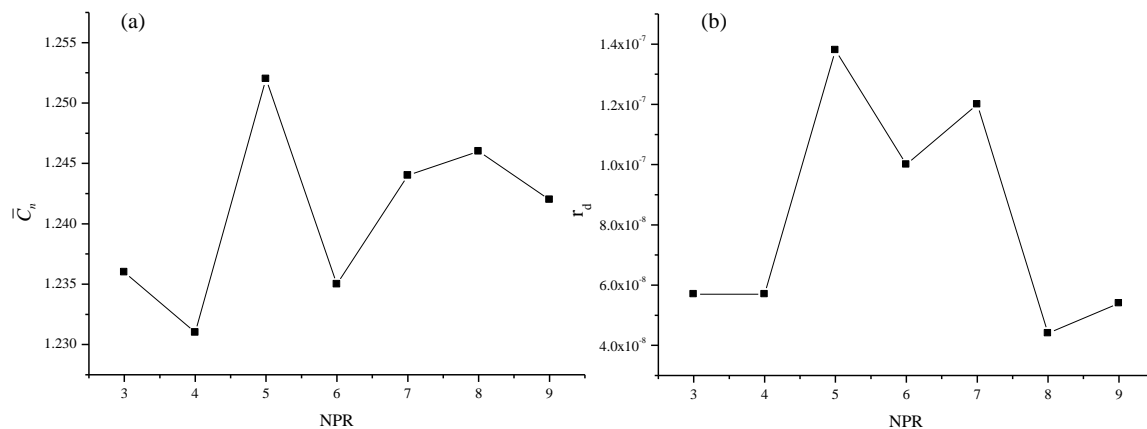 (a)
1.255
1.250
1.245
1.240
1.235
1.230
C̄ₙ
3 4 5 6 7 8 9
NPR
(b)
1.4x10⁻⁷
1.2x10⁻⁷
1.0x10⁻⁷
8.0x10⁻⁸
6.0x10⁻⁸
4.0x10⁻⁸
r_d
3 4 5 6 7 8 9
NPR